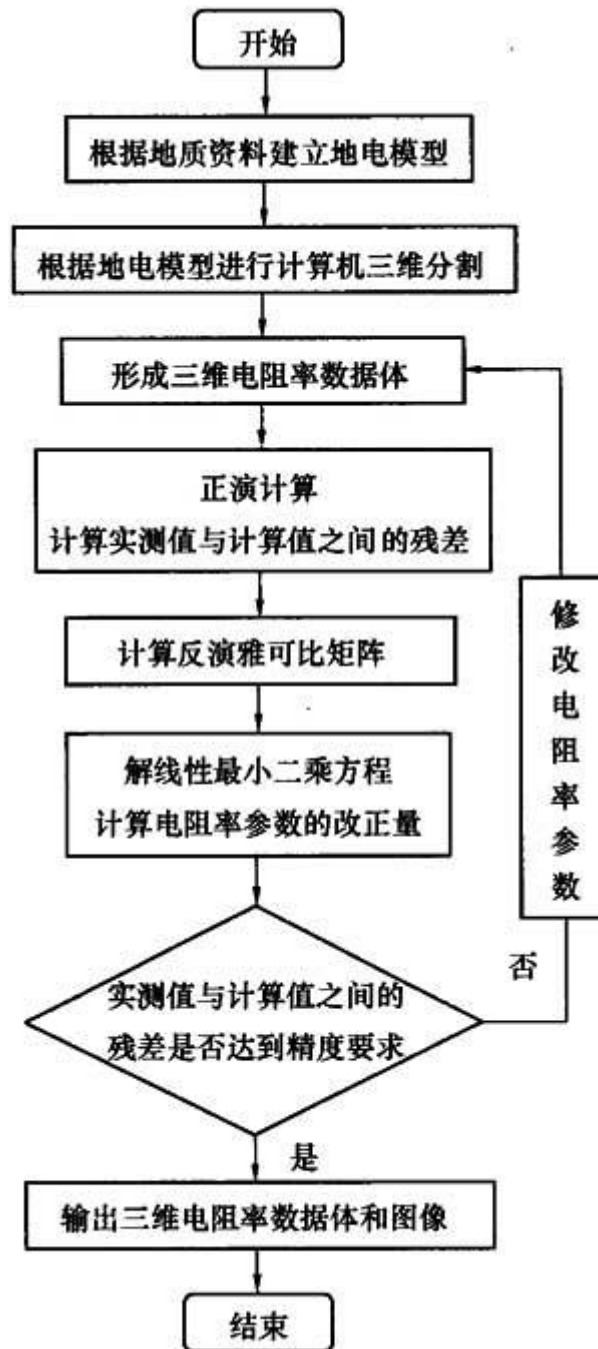 开始
根据地质资料建立地电模型
根据地电模型进行计算机三维分割
形成三维电阻率数据体
正演计算
计算实测值与计算值之间的残差
计算反演雅可比矩阵
解线性最小二乘方程
计算电阻率参数的改正量
修改电阻率参数
实测值与计算值之间的
残差是否达到精度要求
否
是
输出三维电阻率数据体和图像
结束